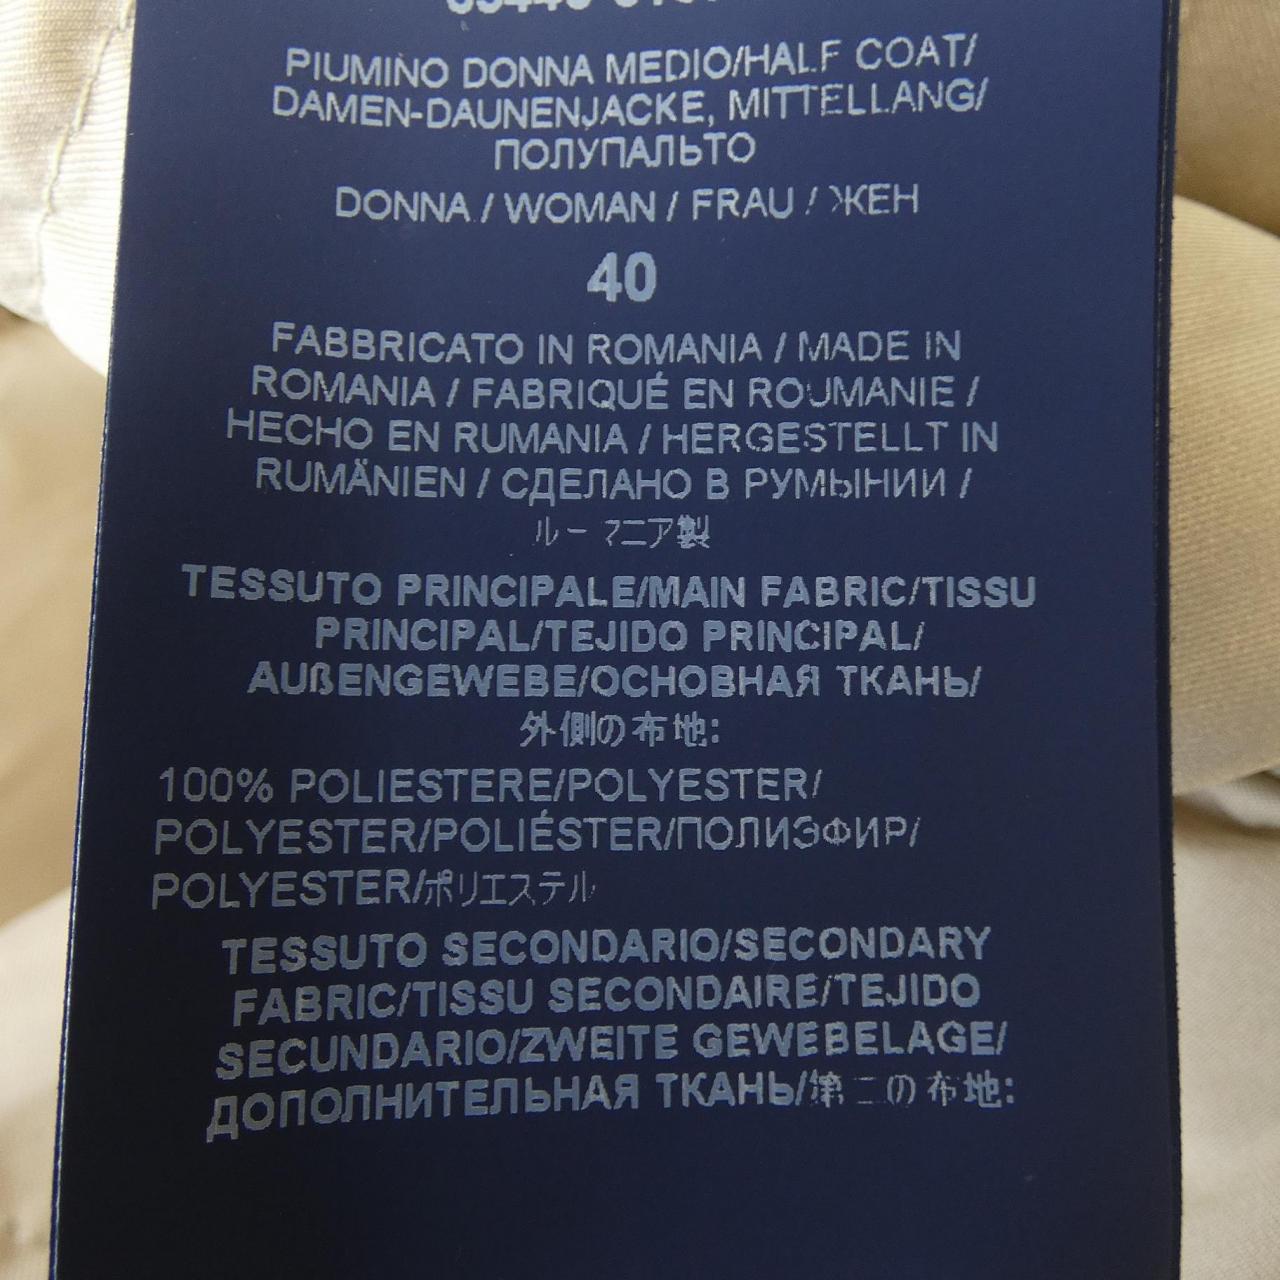 PIUMINO DONNA MEDIO/HALF COAT/
DAMEN-DAUNENJACKE, MITTELLANG/
ПОЛУПАЛЬТО
DONNA / WOMAN / FRAU / ЖЕН
40
FABBRICATO IN ROMANIA / MADE IN
ROMANIA / FABRIQUÉ EN ROUMANIE /
HECHO EN RUMANIA / HERGESTELLT IN
RUMÄNIEN / СДЕЛАНО В РУМЫНИИ /
ルーマニア製
TESSUTO PRINCIPALE/MAIN FABRIC/TISSU
PRINCIPAL/TEJIDO PRINCIPAL/
AUßENGEWEBE/ОСНОВНАЯ ТКАНЬ/
外側の布地:
100% POLIESTERE/POLYESTER/
POLYESTER/POLIÉSTER/ПОЛИЭФИР/
POLYESTER/ポリエステル
TESSUTO SECONDARIO/SECONDARY
FABRIC/TISSU SECONDAIRE/TEJIDO
SECUNDARIO/ZWEITE GEWEBELAGE/
ДОПОЛНИТЕЛЬНАЯ ТКАНЬ/第二の布地: